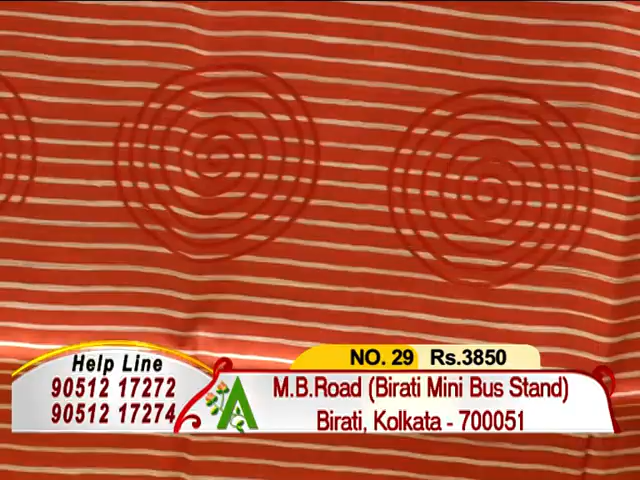 NO. 29 Rs.3850
Help Line
90512 17272
90512 17274
A
M.B.Road (Birati Mini Bus Stand)
Birati, Kolkata - 700051